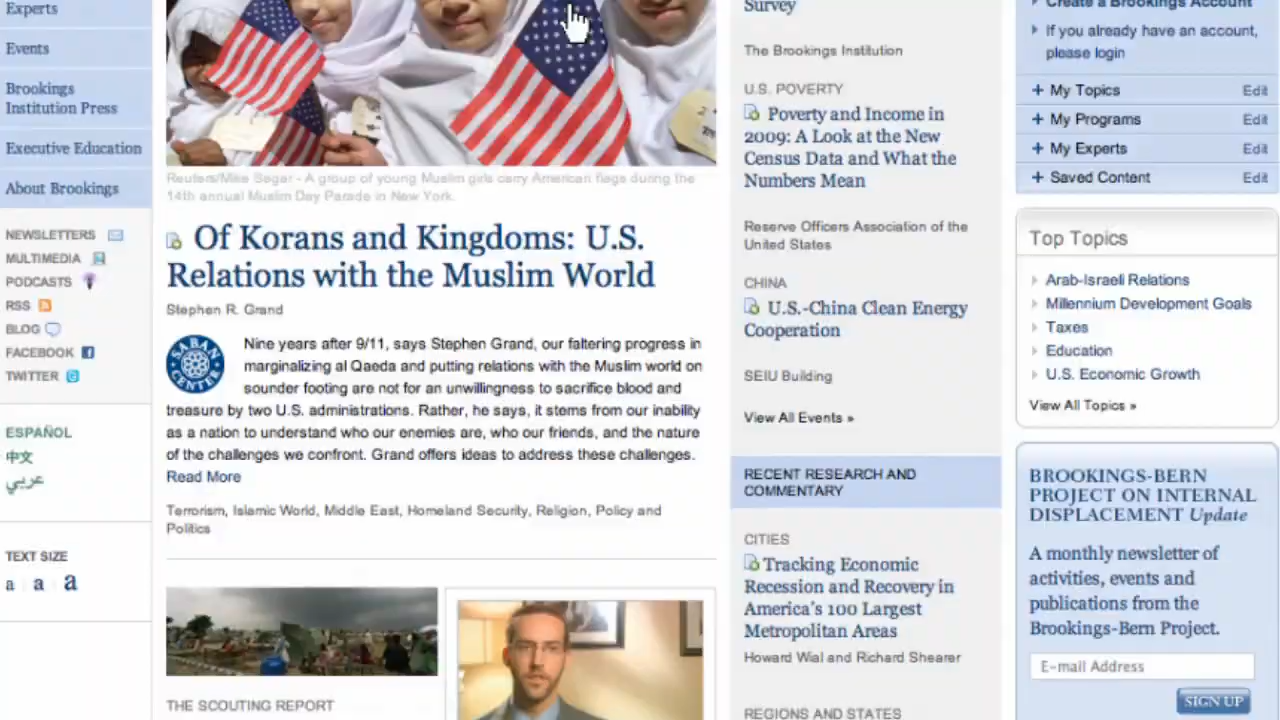 Experts
Events
Brookings
Institution Press
Executive Education
About Brookings
NEWSLETTERS
MULTIMEDIA
PODCASTS
RSS
BLOG
FACEBOOK
TWITTER
ESPAÑOL
中文
عربي
TEXT SIZE
a a a
Reuters/Mike Segar - A group of young Muslim girls carry American flags during the
14th annual Muslim Day Parade in New York.
Of Korans and Kingdoms: U.S.
Relations with the Muslim World
Stephen R. Grand
SABAN
CENTER
Nine years after 9/11, says Stephen Grand, our faltering progress in
marginalizing al Qaeda and putting relations with the Muslim world on
sounder footing are not for an unwillingness to sacrifice blood and
treasure by two U.S. administrations. Rather, he says, it stems from our inability
as a nation to understand who our enemies are, who our friends, and the nature
of the challenges we confront. Grand offers ideas to address these challenges.
Read More
Terrorism, Islamic World, Middle East, Homeland Security, Religion, Policy and
Politics
THE SCOUTING REPORT
Survey
The Brookings Institution
U.S. POVERTY
Poverty and Income in
2009: A Look at the New
Census Data and What the
Numbers Mean
Reserve Officers Association of the
United States
CHINA
U.S.-China Clean Energy
Cooperation
SEIU Building
View All Events »
RECENT RESEARCH AND
COMMENTARY
CITIES
Tracking Economic
Recession and Recovery in
America's 100 Largest
Metropolitan Areas
Howard Wial and Richard Shearer
REGIONS AND STATES
Create a Brookings Account
If you already have an account,
please login
+ My Topics Edit
+ My Programs Edit
+ My Experts Edit
+ Saved Content Edit
Top Topics
Arab-Israeli Relations
Millennium Development Goals
Taxes
Education
U.S. Economic Growth
View All Topics »
BROOKINGS-BERN
PROJECT ON INTERNAL
DISPLACEMENT Update
A monthly newsletter of
activities, events and
publications from the
Brookings-Bern Project.
E-mail Address
SIGN UP